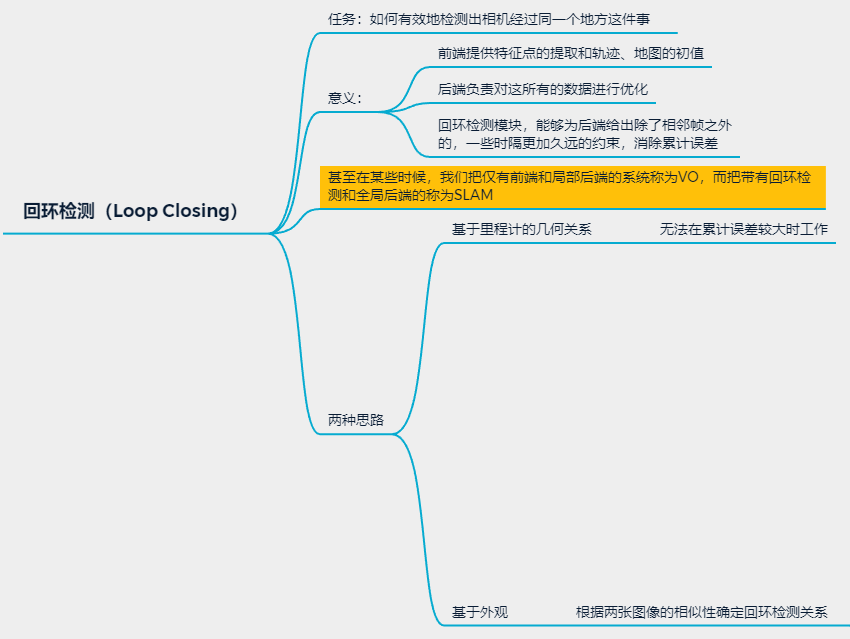 任务：如何有效地检测出相机经过同一个地方这件事
前端提供特征点的提取和轨迹、地图的初值
意义：
后端负责对这所有的数据进行优化
回环检测模块，能够为后端给出除了相邻帧之外
的，一些时隔更加久远的约束，消除累计误差
甚至在某些时候，我们把仅有前端和局部后端的系统称为VO，而把带有回环检
测和全局后端的称为SLAM
回环检测（Loop Closing）
基于里程计的几何关系 无法在累计误差较大时工作
两种思路
基于外观 根据两张图像的相似性确定回环检测关系